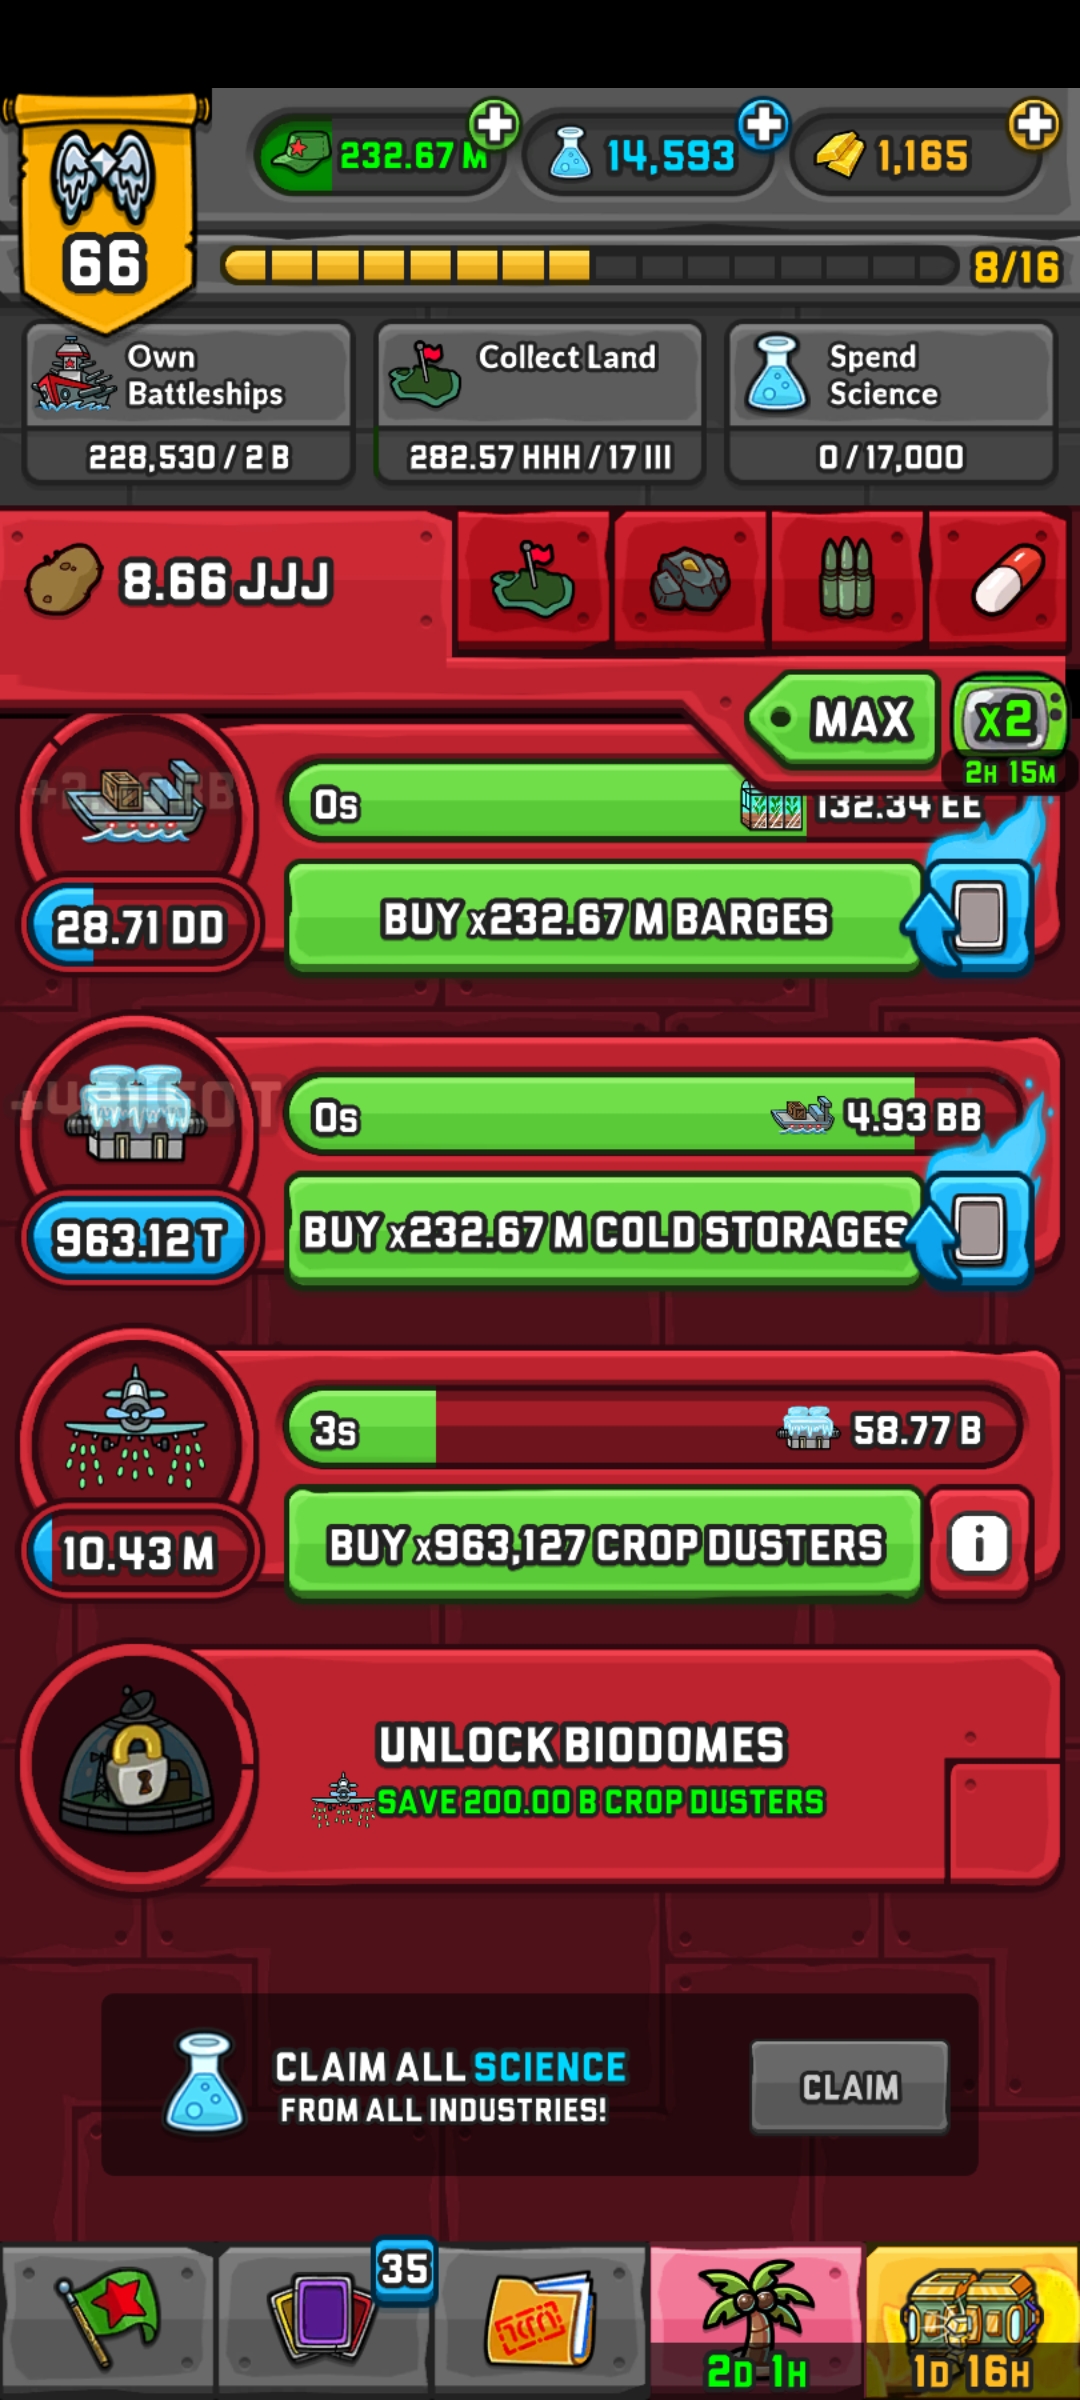 232.67 M
14,593
1,165
66
8/16
Own
Battleships
228,530 / 2 B
Collect Land
282.57 HHH / 17 III
Spend
Science
0 / 17,000
8.66 JJJ
MAX
x2
2H 15M
0s
132.34 EE
28.71 DD
BUY x232.67 M BARGES
0s
4.93 BB
963.12 T
BUY x232.67 M COLD STORAGES
3s
58.77 B
10.43 M
BUY x963,127 CROP DUSTERS
i
UNLOCK BIODOMES
SAVE 200.00 B CROP DUSTERS
CLAIM ALL SCIENCE
FROM ALL INDUSTRIES!
CLAIM
35
2D 1H
1D 16H